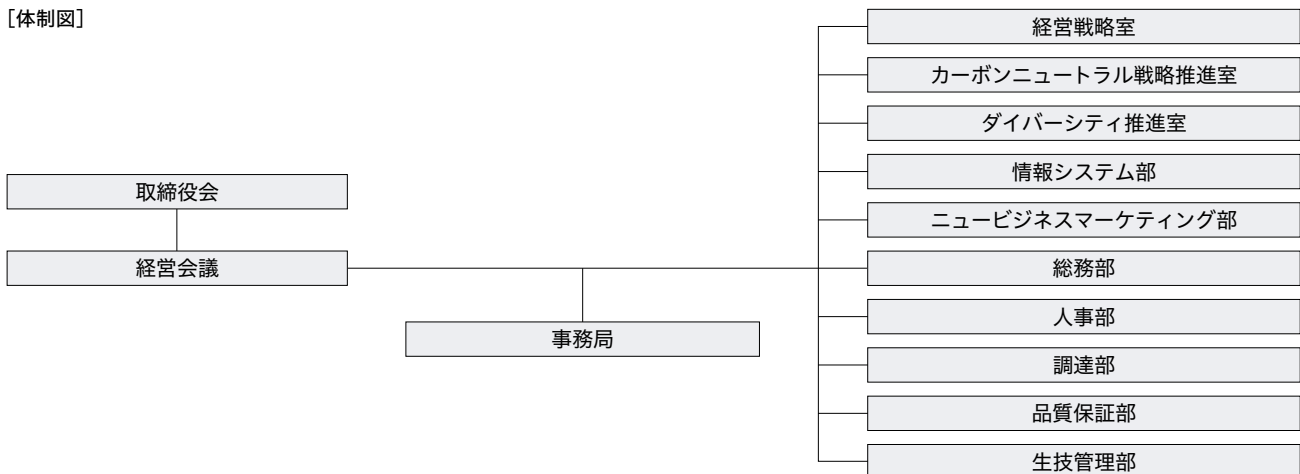 [体制図]
取締役会
経営会議
事務局
経営戦略室
カーボンニュートラル戦略推進室
ダイバーシティ推進室
情報システム部
ニュービジネスマーケティング部
総務部
人事部
調達部
品質保証部
生技管理部